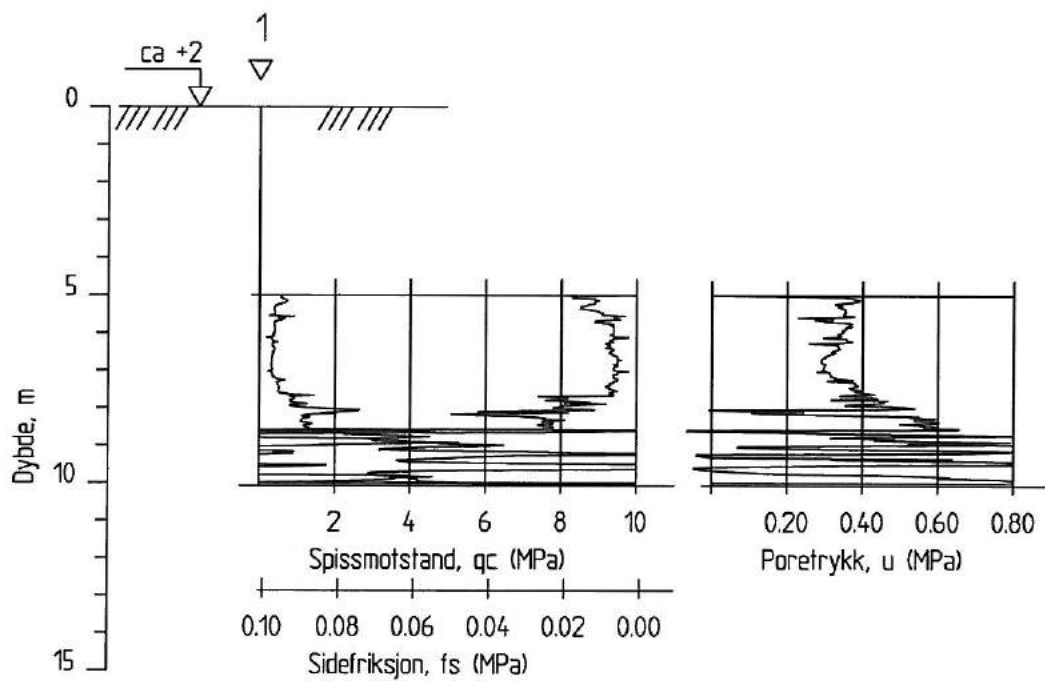 1
ca +2
0
5
10
15
Dybde, m
2 4 6 8 10
Spissmotstand, qc (MPa)
0.10 0.08 0.06 0.04 0.02 0.00
Sidefriksjon, fs (MPa)
0.20 0.40 0.60 0.80
Poretrykk, u (MPa)